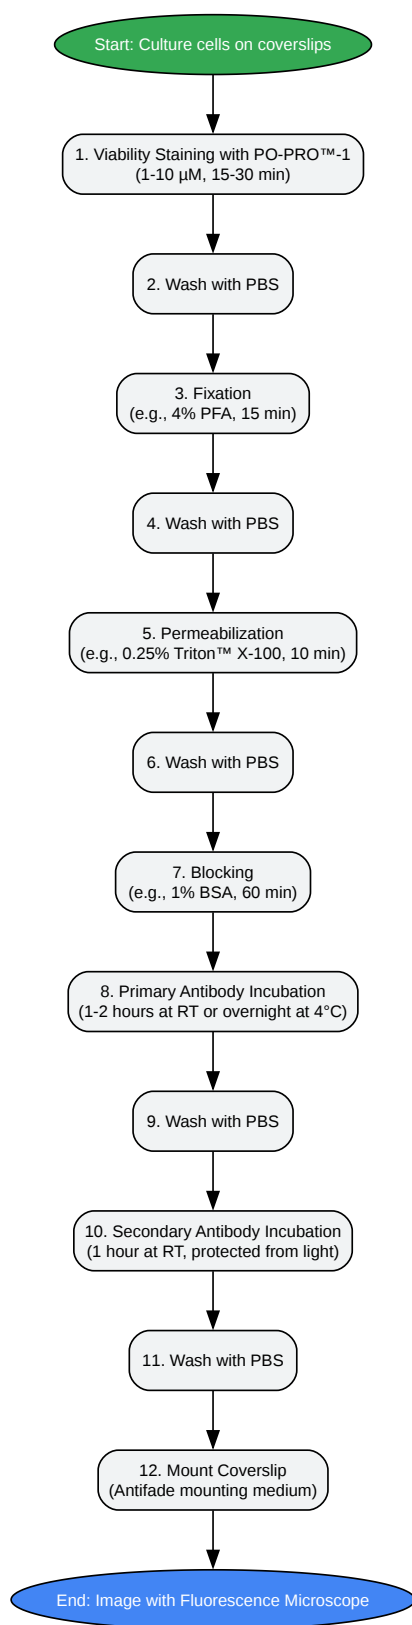 Start: Culture cells on coverslips
1. Viability Staining with PO-PRO™-1
(1-10 µM, 15-30 min)
2. Wash with PBS
3. Fixation
(e.g., 4% PFA, 15 min)
4. Wash with PBS
5. Permeabilization
(e.g., 0.25% Triton™ X-100, 10 min)
6. Wash with PBS
7. Blocking
(e.g., 1% BSA, 60 min)
8. Primary Antibody Incubation
(1-2 hours at RT or overnight at 4°C)
9. Wash with PBS
10. Secondary Antibody Incubation
(1 hour at RT, protected from light)
11. Wash with PBS
12. Mount Coverslip
(Antifade mounting medium)
End: Image with Fluorescence Microscope